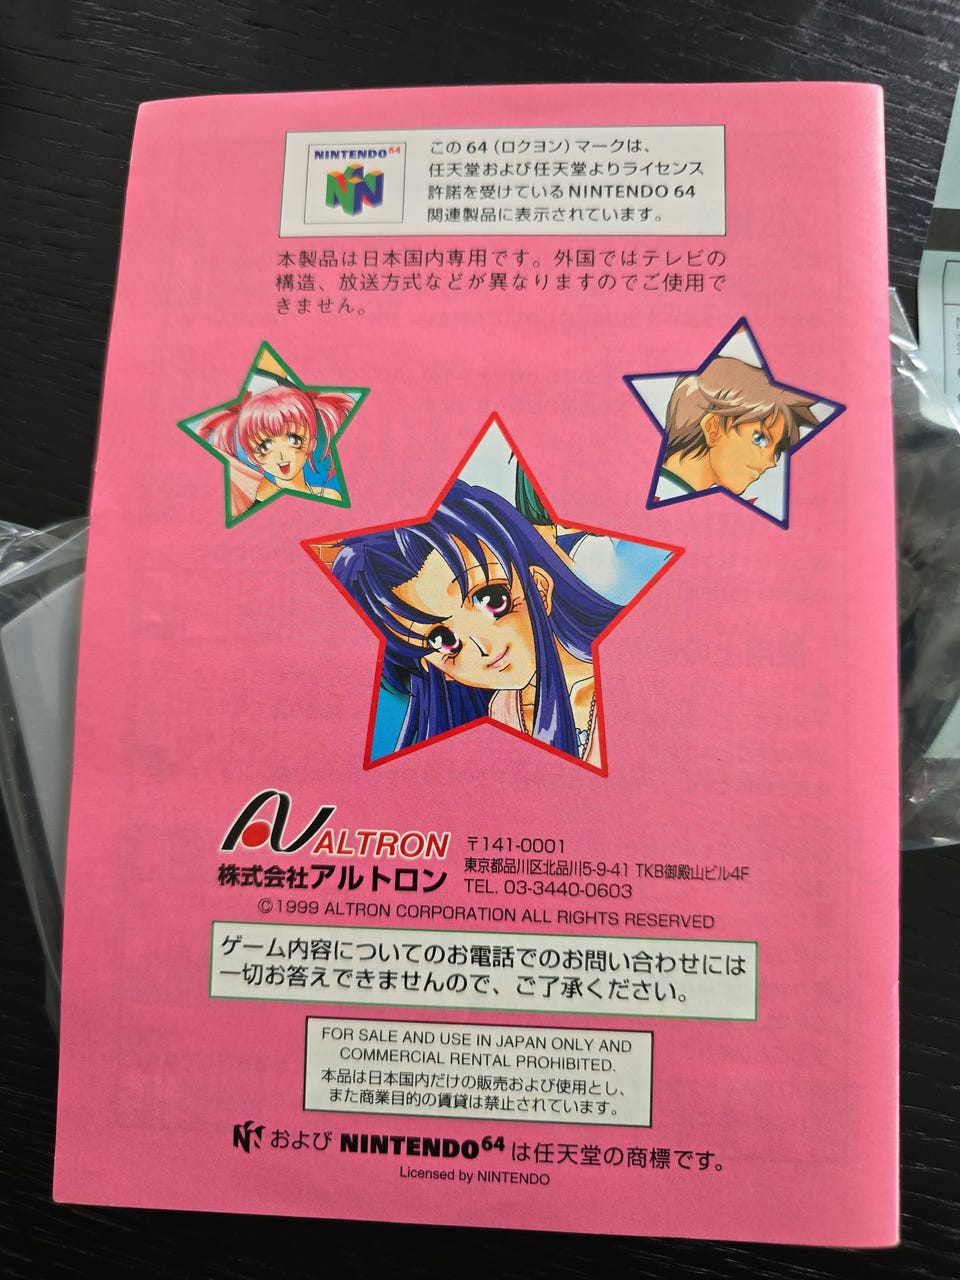 NINTENDO64
この64（ロクヨン）マークは、
任天堂および任天堂よりライセンス
許諾を受けているNINTENDO 64
関連製品に表示されています。
本製品は日本国内専用です。外国ではテレビの
構造、放送方式などが異なりますのでご使用で
きません。
ALTRON
株式会社アルトロン
〒141-0001
東京都品川区北品川5-9-41 TKB御殿山ビル4F
TEL. 03-3440-0603
©1999 ALTRON CORPORATION ALL RIGHTS RESERVED
ゲーム内容についてのお電話でのお問い合わせには
一切お答えできませんので、ご了承ください。
FOR SALE AND USE IN JAPAN ONLY AND
COMMERCIAL RENTAL PROHIBITED.
本品は日本国内だけの販売および使用とし、
また商業目的の賃貸は禁止されています。
および NINTENDO64 は任天堂の商標です。
Licensed by NINTENDO